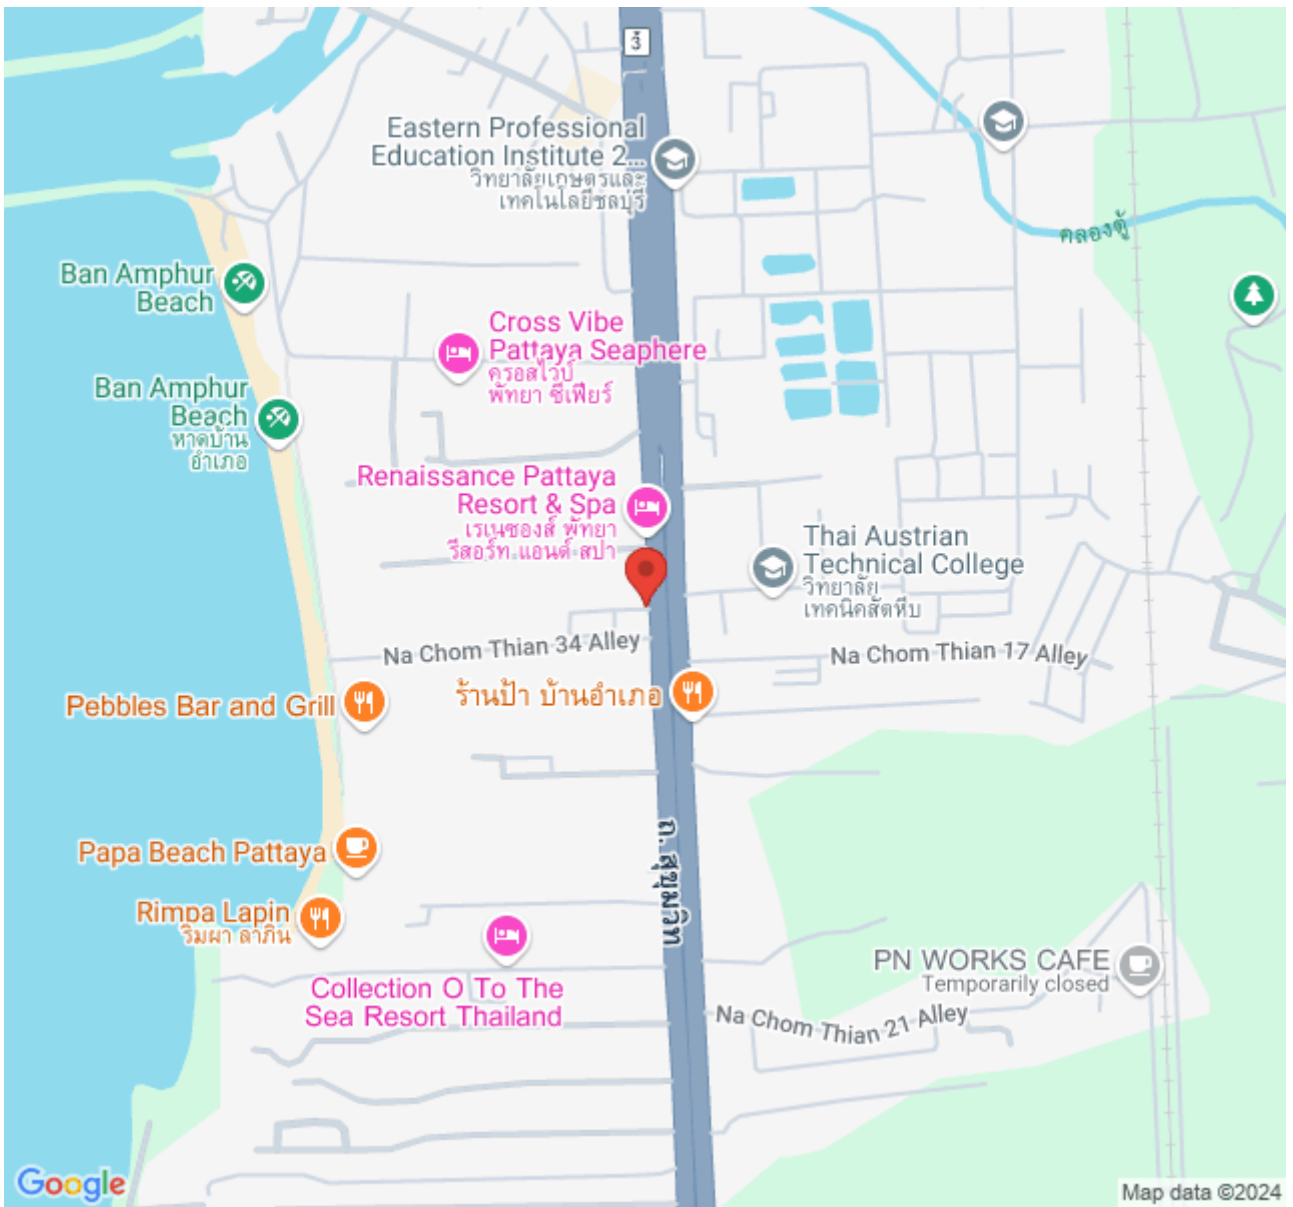 3
Eastern Professional
Education Institute 2...
วิทยาลัยเกษตรและ
เทคโนโลยีชลบุรี
คลองตู้
Ban Amphur
Beach
Cross Vibe
Pattaya Seaphere
ครอสไวบ์
พัทยา ซีเฟียร์
Ban Amphur
Beach
หาดบ้าน
อำเภอ
Renaissance Pattaya
Resort & Spa
เรเนซองส์ พัทยา
รีสอร์ท แอนด์ สปา
Thai Austrian
Technical College
วิทยาลัย
เทคนิคสัตหีบ
Na Chom Thian 34 Alley
Na Chom Thian 17 Alley
Pebbles Bar and Grill
ร้านป้า บ้านอำเภอ
ถ. สุขุมวิท
Papa Beach Pattaya
Rimpa Lapin
ริมผา ลาภิน
Collection O To The
Sea Resort Thailand
PN WORKS CAFE
Temporarily closed
Na Chom Thian 21 Alley
Google
Map data ©2024